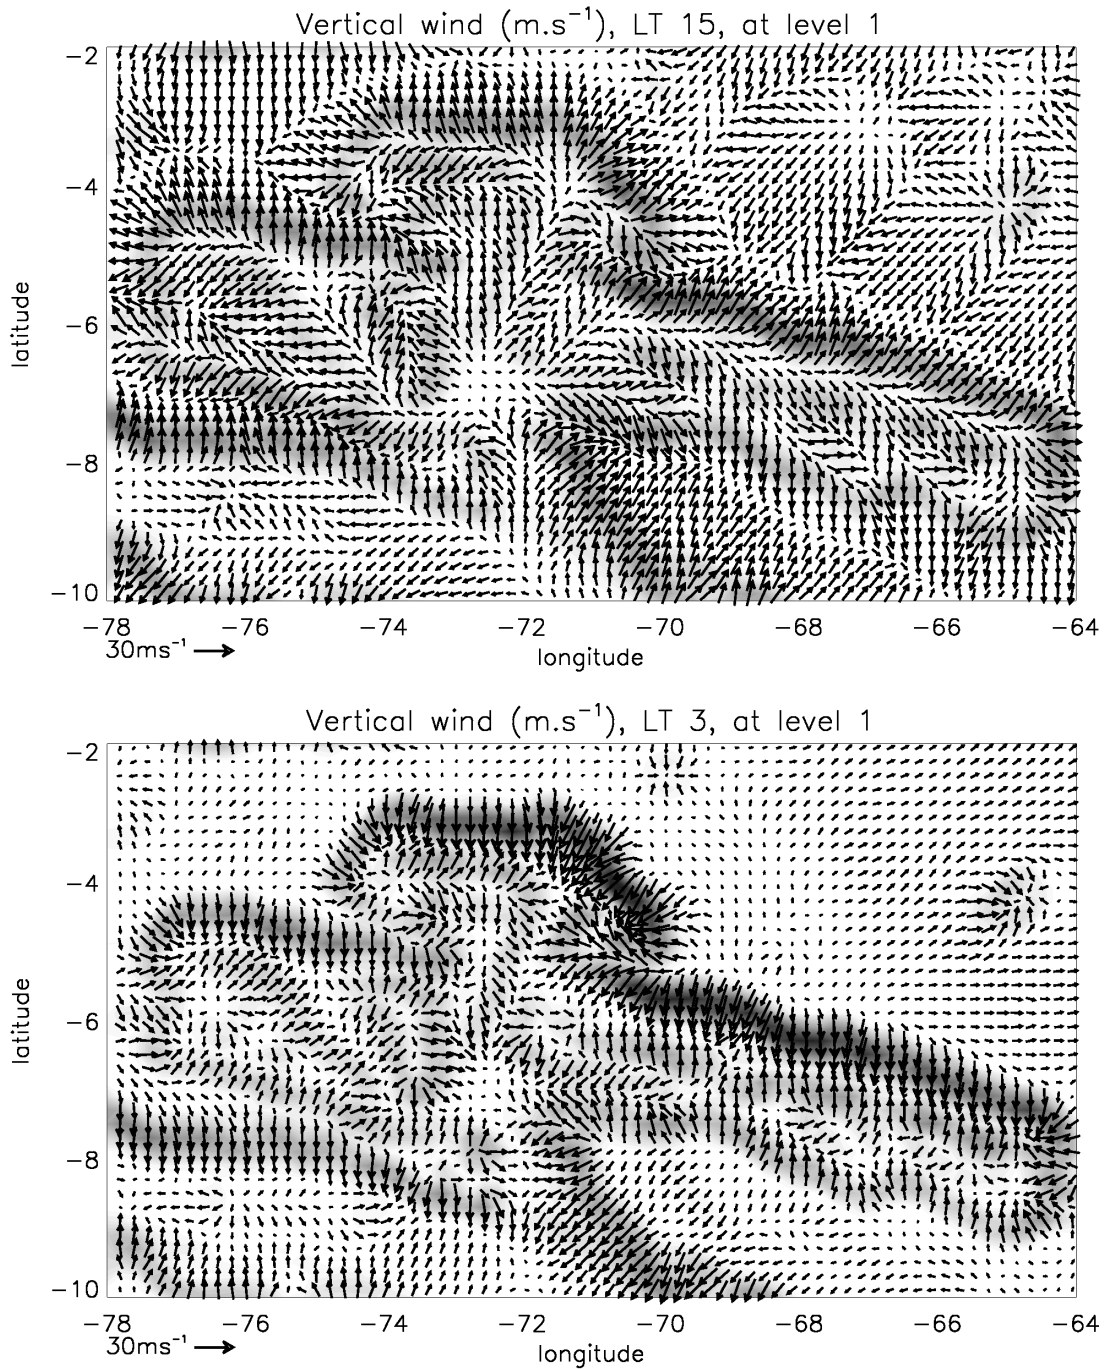 Vertical wind (m.s⁻¹), LT 15, at level 1
−2
−4
−6
−8
−10
latitude
−78 −76 −74 −72 −70 −68 −66 −64
30ms⁻¹
longitude
Vertical wind (m.s⁻¹), LT 3, at level 1
−2
−4
−6
−8
−10
latitude
−78 −76 −74 −72 −70 −68 −66 −64
30ms⁻¹
longitude